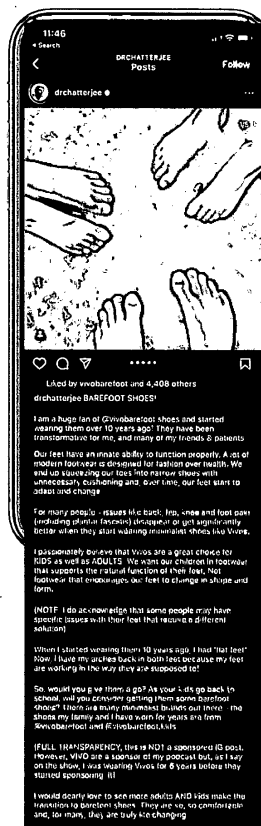 11:46
Search
DRCHATTERJEE
Posts
Follow
drchatterjee
Liked by vivobarefoot and 4,408 others
drchatterjee BAREFOOT SHOES!
I am a huge fan of @vivobarefoot shoes and started
wearing them over 10 years ago! They have been
transformative for me, and many of my friends & patients
Our feet have an innate ability to function properly. A lot of
modern footwear is designed for fashion over health. We
end up squeezing our toes into narrow shoes with
unnecessary cushioning and, over time, our feet start to
adapt and change
For many people - issues like back, hip, knee and foot pain
(including plantar fasciitis) disappear or get significantly
better when they start wearing minimalist shoes like Vivos.
I passionately believe that Vivos are a great choice for
KIDS as well as ADULTS. We want our children in footwear
that supports the natural function of their feet, Not
footwear that encourages our feet to change in shape and
form.
(NOTE: I do acknowledge that some people may have
specific issues with their feet that require a different
solution)
When I started wearing them 10 years ago, I had "flat feet"
Now, I have my arches back in both feet because my feet
are working in the way they are supposed to!
So, would you give them a go? As your kids go back to
school, will you consider getting them some barefoot
shoes? There are many minimalist brands out there - the
shoes my family and I have worn for years are from
@vivobarefoot and @vivobarefoot.kids
(FULL TRANSPARENCY, this is NOT a sponsored IG post.
However, VIVO are a sponsor of my podcast but, as I say
on the show, I was wearing Vivos for 6 years before they
started sponsoring it)
I would dearly love to see more adults AND kids make the
transition to barefoot shoes. They are so, so comfortable
and, for many, they are truly life changing